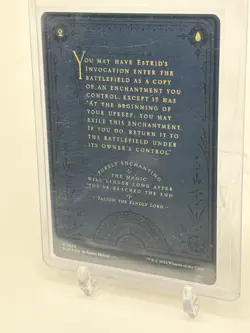 You may have Estrid's
Invocation enter the
battlefield as a copy
of an enchantment you
control, except it has
"At the beginning of
your upkeep, you may
exile this enchantment.
If you do, return it to
the battlefield under
its owner's control."
Purely Enchanting
The magic
will linger long after
you've reached the end
Fallon the Kindly Lord